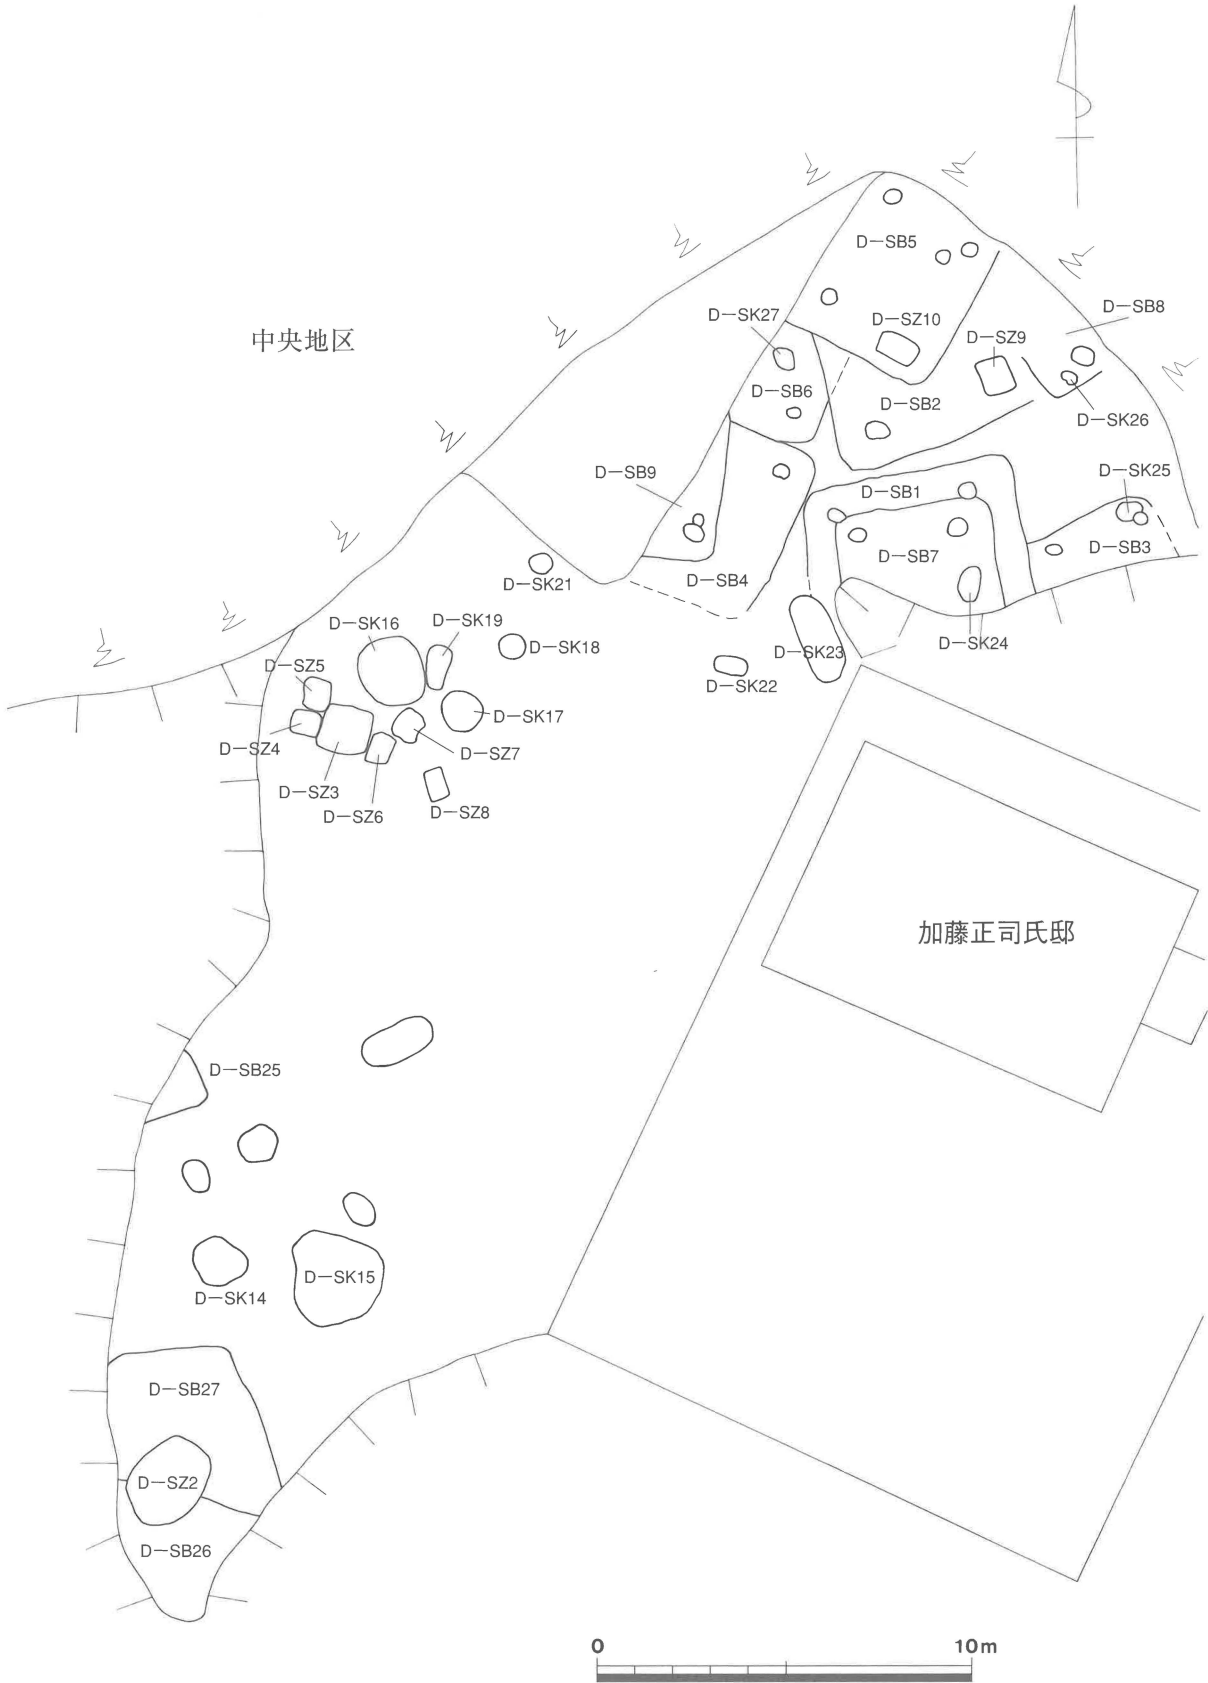 D-SB5
D-SB8
D-SK27
D-SZ10
中央地区
D-SZ9
D-SB6
D-SB2
D-SK26
D-SB9
D-SK25
D-SB1
D-SB3
D-SB7
D-SK21
D-SB4
D-SK16
D-SK19
D-SK18
D-SK23
D-SK24
D-SZ5
D-SK22
D-SK17
D-SZ4
D-SZ7
D-SZ3
D-SZ6
D-SZ8
加藤正司氏邸
D-SB25
D-SK15
D-SK14
D-SB27
D-SZ2
D-SB26
0 10m